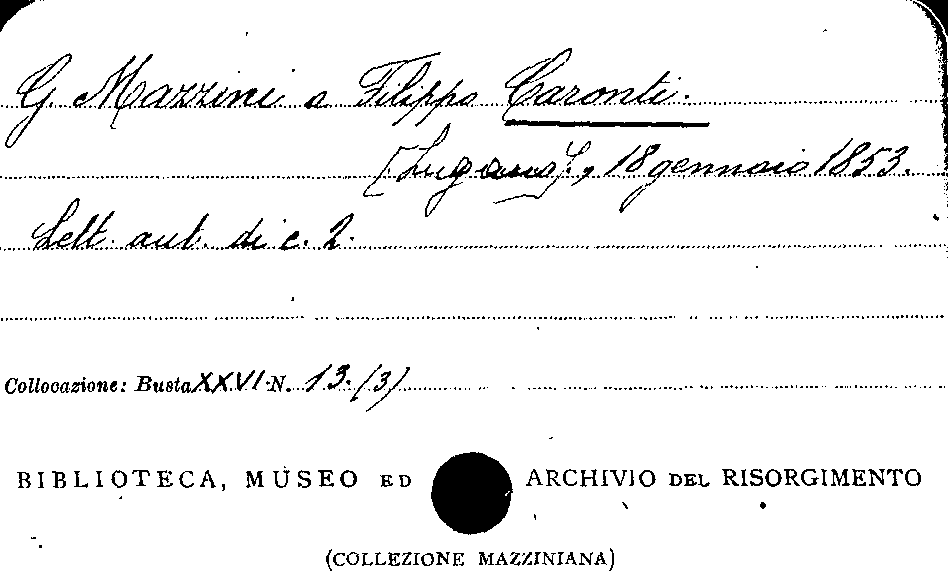 G. Mazzini a Filippo Caronti.
[Lugano], 18 gennaio 1853.
Lett. aut. di c. 2.
Collocazione: Busta XXVI N. 13. (3)
BIBLIOTECA, MUSEO ED ARCHIVIO DEL RISORGIMENTO
(COLLEZIONE MAZZINIANA)